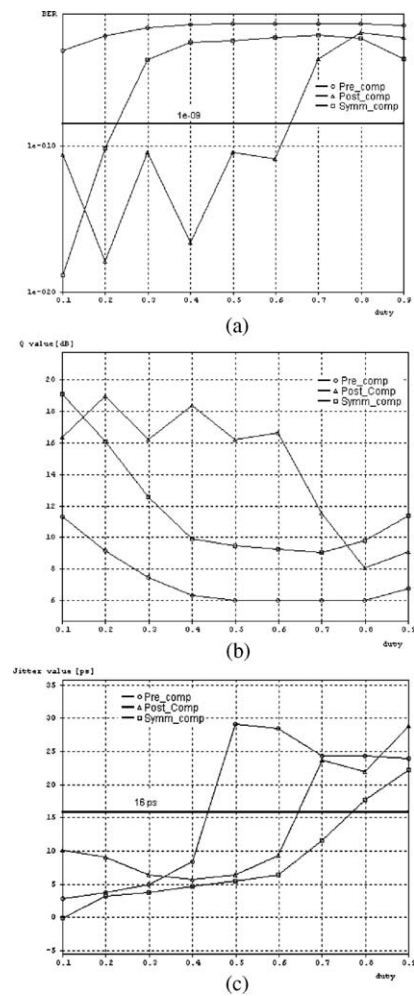 BER
Pre_comp
Post_comp
Symm_comp
1e-09
1e-010
1e-020
0.1 0.2 0.3 0.4 0.5 0.6 0.7 0.8 0.9
duty
(a)
Q value[dB]
Pre_comp
Post_Comp
Symm_comp
20
18
16
14
12
10
8
6
0.1 0.2 0.3 0.4 0.5 0.6 0.7 0.8 0.9
duty
(b)
Jitter value [ps]
Pre_comp
Post_Comp
Symm_comp
35
30
25
20
16 ps
15
10
5
0
-5
0.1 0.2 0.3 0.4 0.5 0.6 0.7 0.8 0.9
duty
(c)